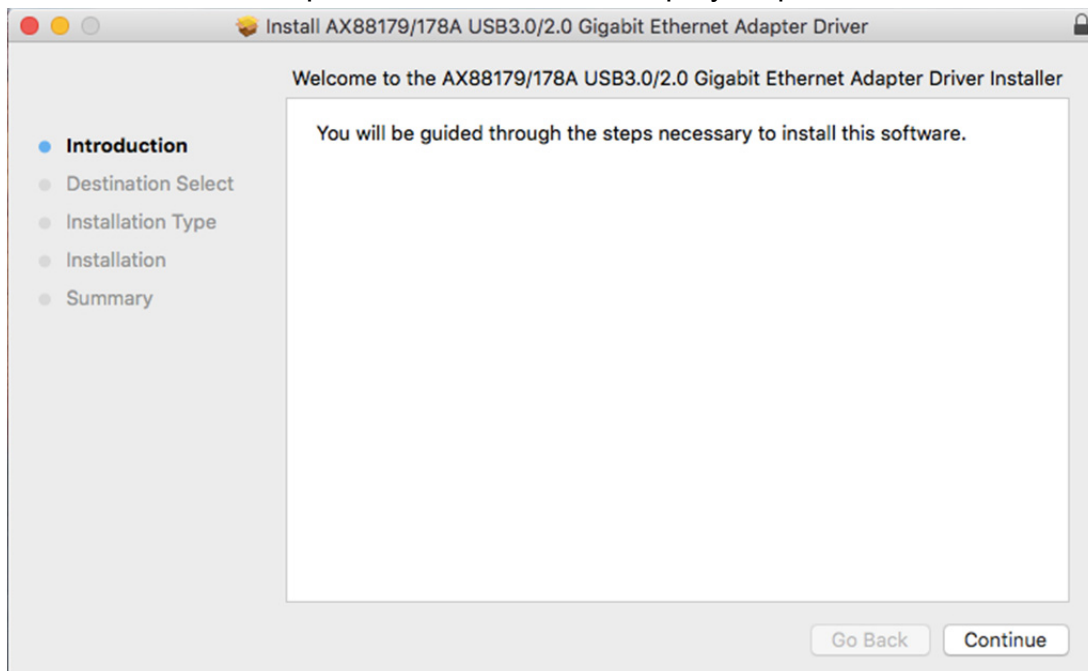 Install AX88179/178A USB3.0/2.0 Gigabit Ethernet Adapter Driver
Welcome to the AX88179/178A USB3.0/2.0 Gigabit Ethernet Adapter Driver Installer
You will be guided through the steps necessary to install this software.
Introduction
Destination Select
Installation Type
Installation
Summary
Go Back
Continue